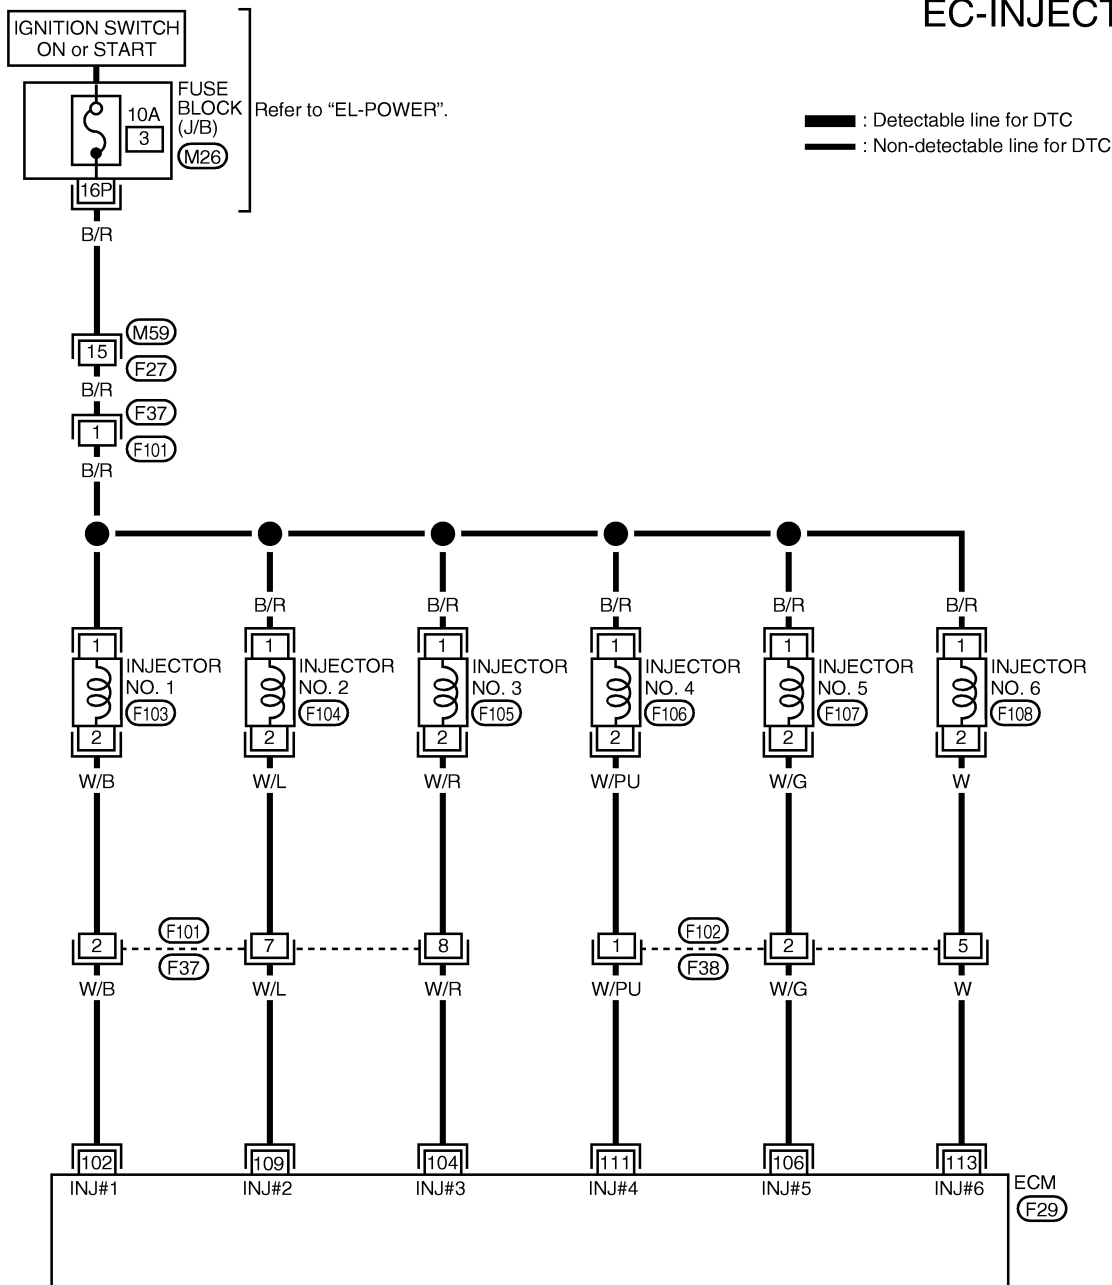 EC-INJECT
IGNITION SWITCH
ON or START
FUSE
BLOCK
(J/B)
M26
10A
3
Refer to “EL-POWER”.
: Detectable line for DTC
: Non-detectable line for DTC
16P
B/R
M59
15
F27
B/R
F37
1
F101
B/R
B/R B/R B/R B/R B/R
1 1 1 1 1 1
INJECTOR INJECTOR INJECTOR INJECTOR INJECTOR INJECTOR
NO. 1 NO. 2 NO. 3 NO. 4 NO. 5 NO. 6
F103 F104 F105 F106 F107 F108
2 2 2 2 2 2
W/B W/L W/R W/PU W/G W
F101 F102
2 7 8 1 2 5
F37 F38
W/B W/L W/R W/PU W/G W
102 109 104 111 106 113
INJ#1 INJ#2 INJ#3 INJ#4 INJ#5 INJ#6
ECM
F29